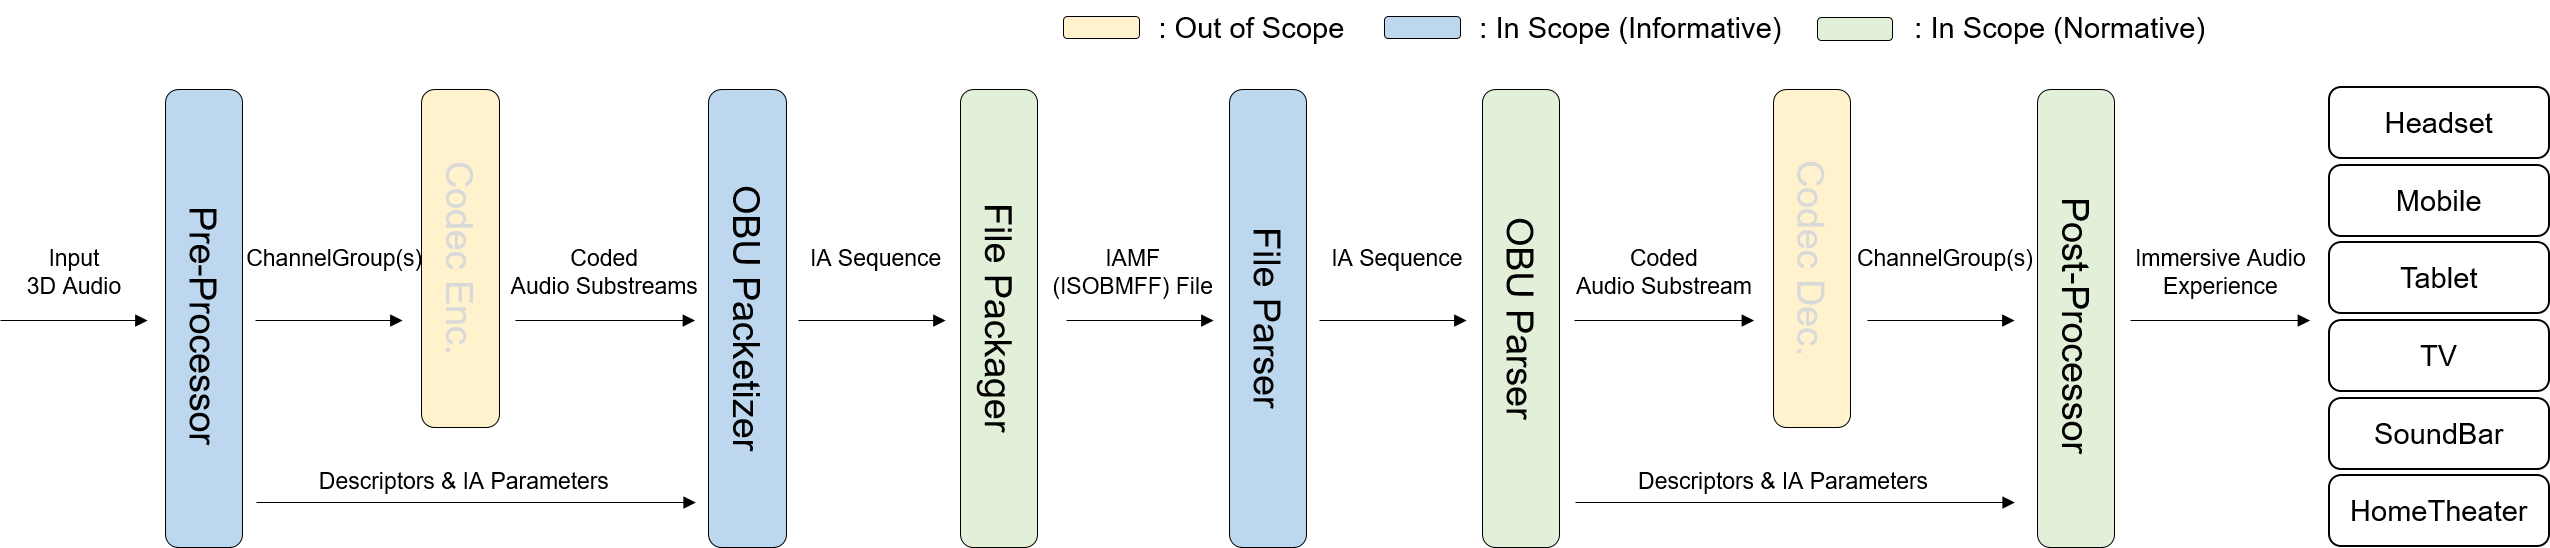 : Out of Scope
: In Scope (Informative)
: In Scope (Normative)
Input
3D Audio
Pre-Processor
ChannelGroup(s)
Codec Enc.
Coded
Audio Substreams
Descriptors & IA Parameters
OBU Packetizer
IA Sequence
File Packager
IAMF
(ISOBMFF) File
File Parser
IA Sequence
OBU Parser
Coded
Audio Substream
Codec Dec.
ChannelGroup(s)
Descriptors & IA Parameters
Post-Processor
Immersive Audio
Experience
Headset
Mobile
Tablet
TV
SoundBar
HomeTheater